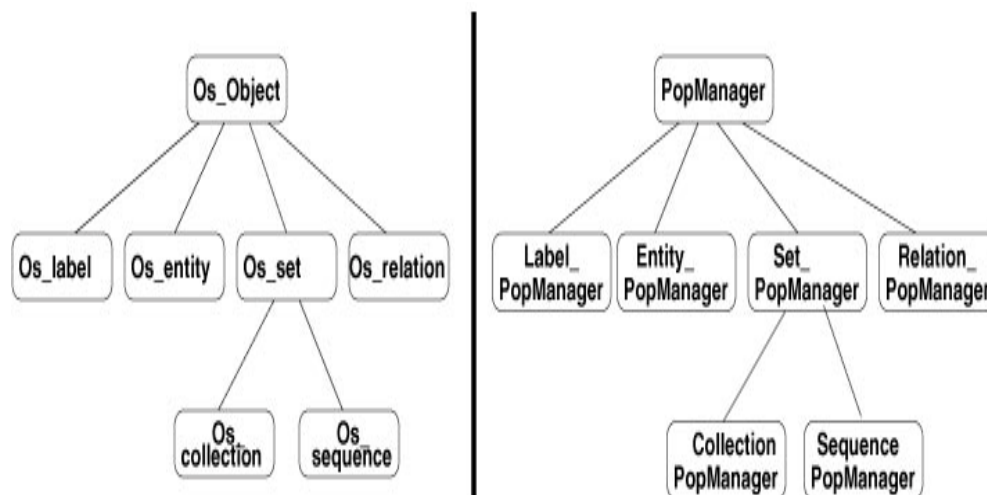 Os_Object
Os_label
Os_entity
Os_set
Os_relation
Os_
collection
Os_
sequence
PopManager
Label_
PopManager
Entity_
PopManager
Set_
PopManager
Relation_
PopManager
Collection
PopManager
Sequence
PopManager